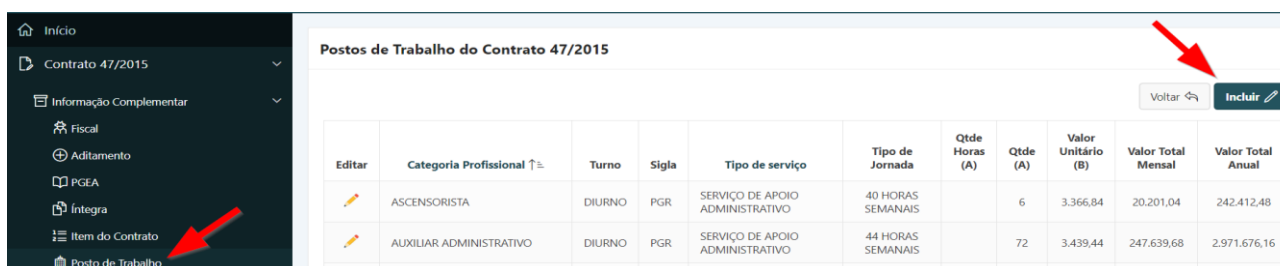 Início
Contrato 47/2015
Informação Complementar
Fiscal
Aditamento
PGEA
Íntegra
Item do Contrato
Posto de Trabalho
Postos de Trabalho do Contrato 47/2015
Voltar Incluir
Editar Categoria Profissional Turno Sigla Tipo de serviço Tipo de Jornada Qtde Horas (A) Qtde (A) Valor Unitário (B) Valor Total Mensal Valor Total Anual
ASCENSORISTA DIURNO PGR SERVIÇO DE APOIO ADMINISTRATIVO 40 HORAS SEMANAIS 6 3.366,84 20.201,04 242.412,48
AUXILIAR ADMINISTRATIVO DIURNO PGR SERVIÇO DE APOIO ADMINISTRATIVO 44 HORAS SEMANAIS 72 3.439,44 247.639,68 2.971.676,16